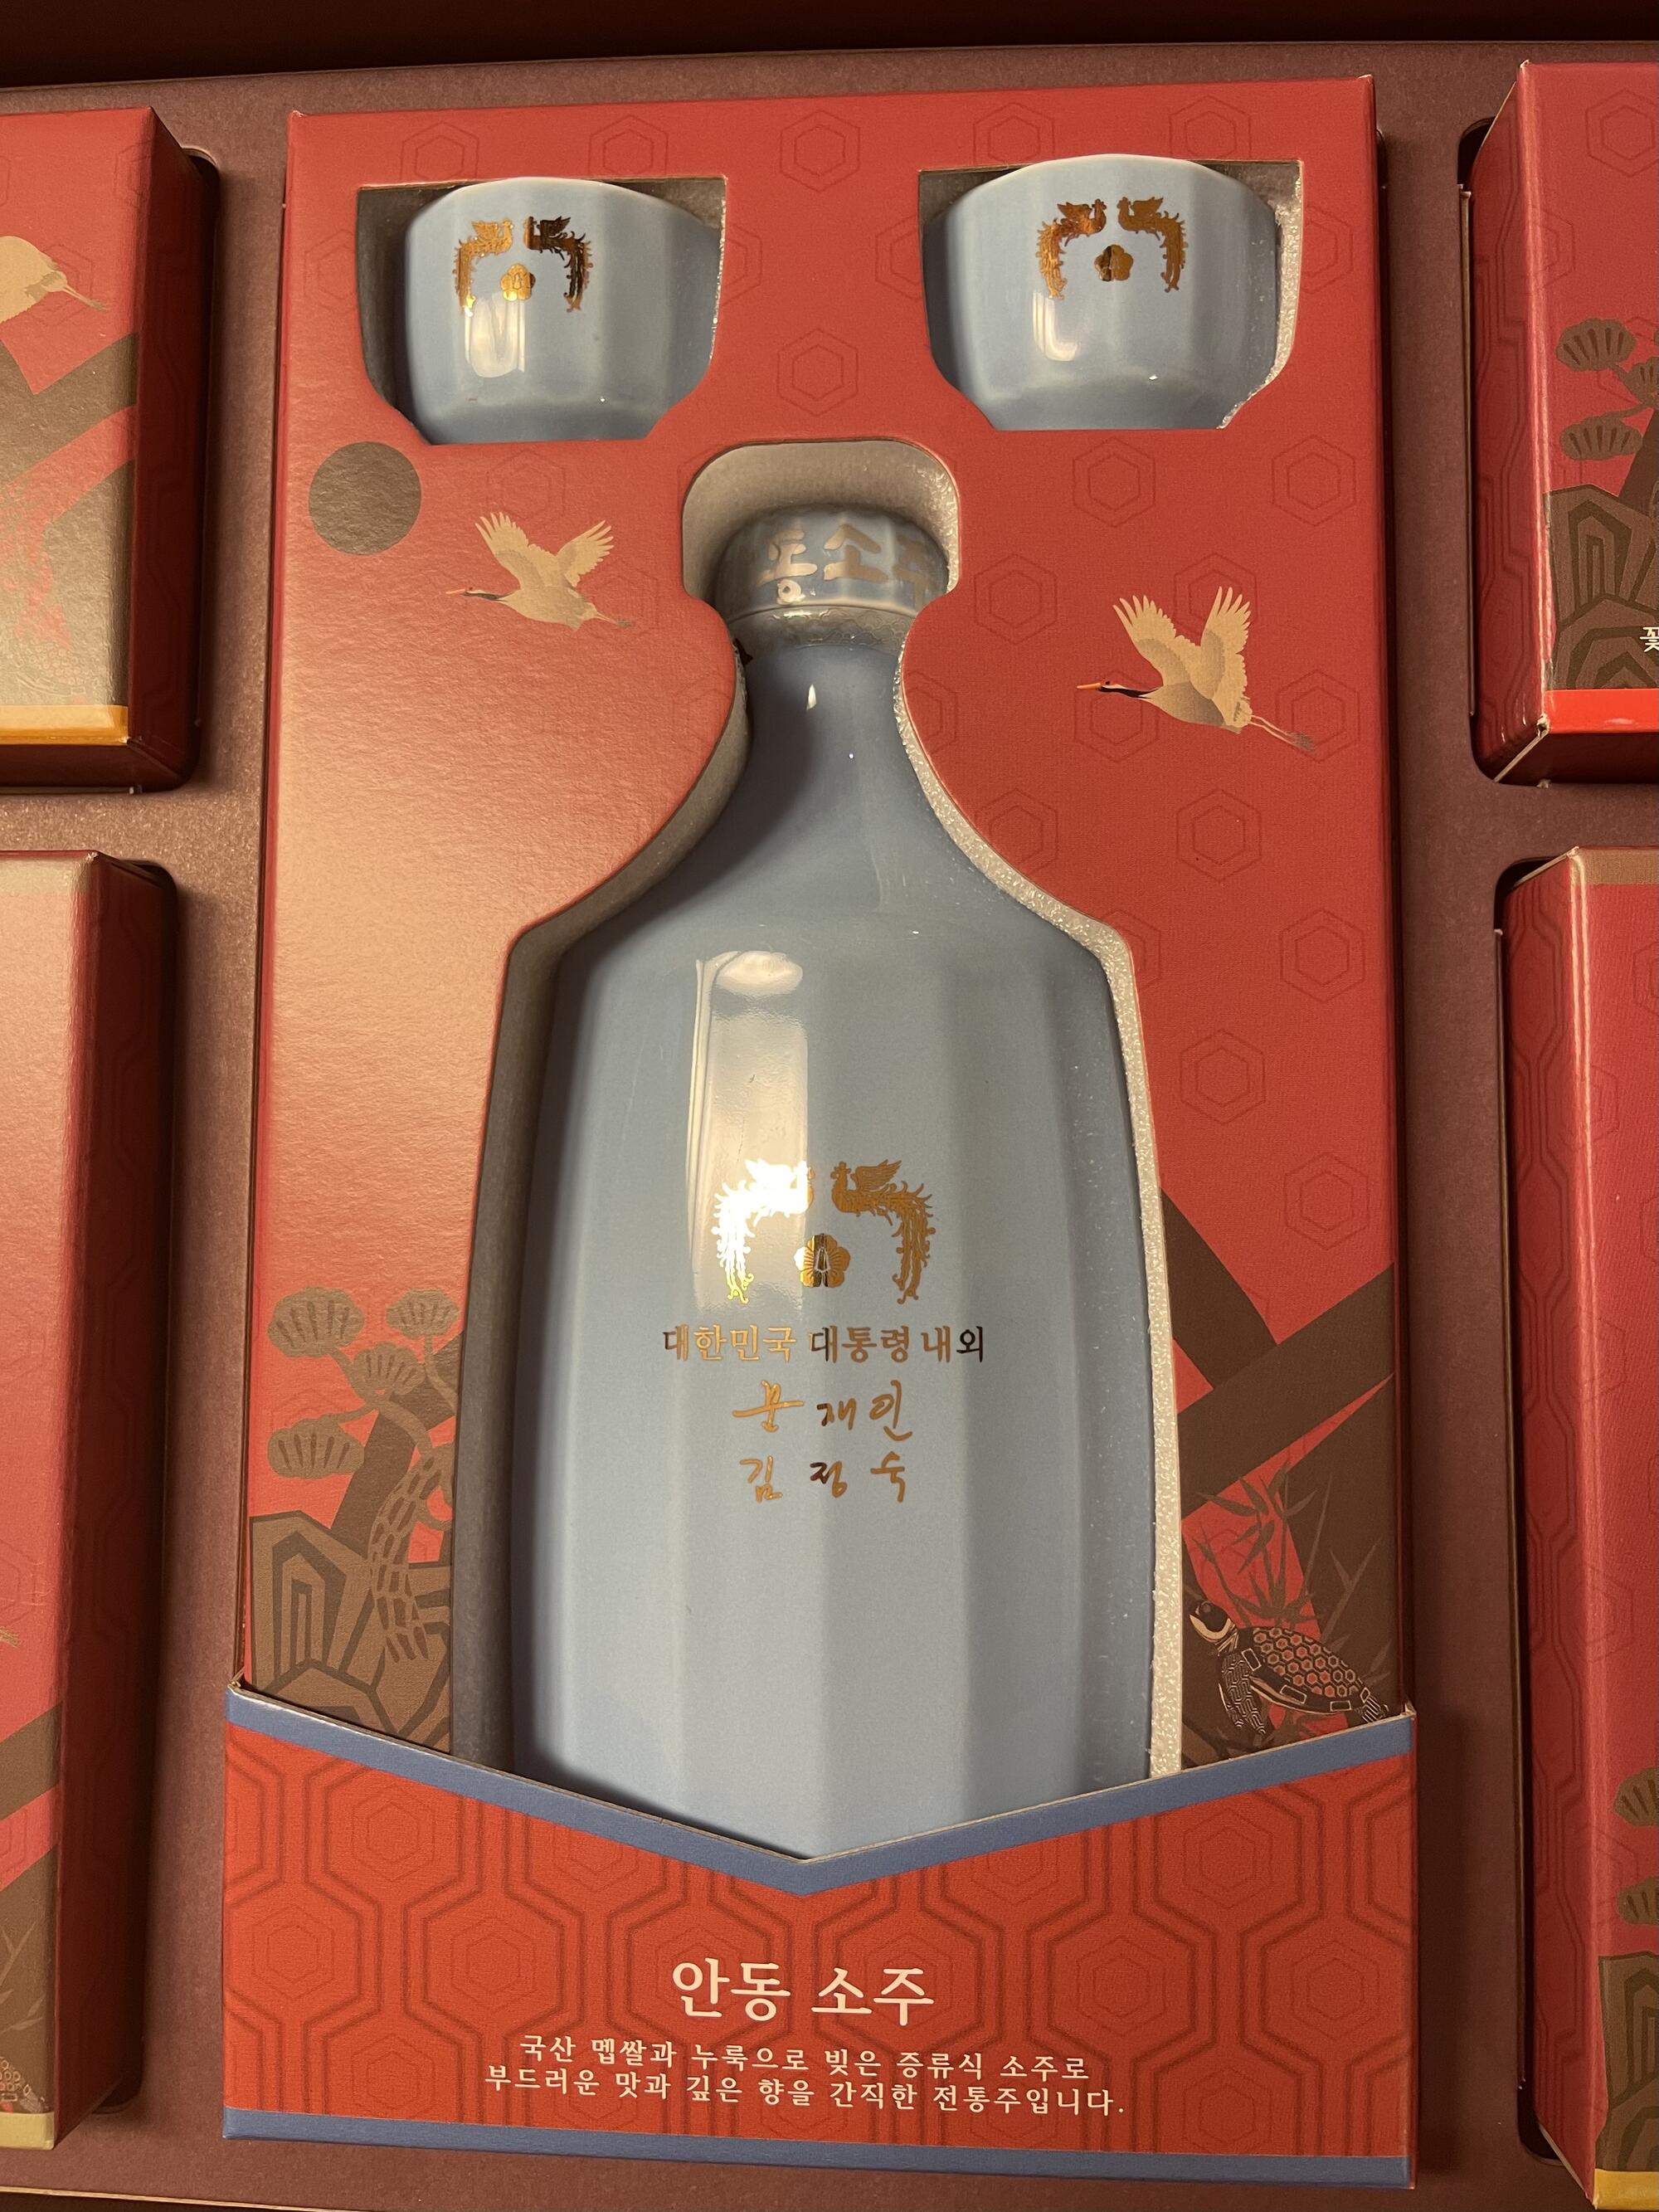 동소주
꽃
대한민국 대통령 내외
문재인
김정숙
안동 소주
국산 멥쌀과 누룩으로 빚은 증류식 소주로
부드러운 맛과 깊은 향을 간직한 전통주입니다.